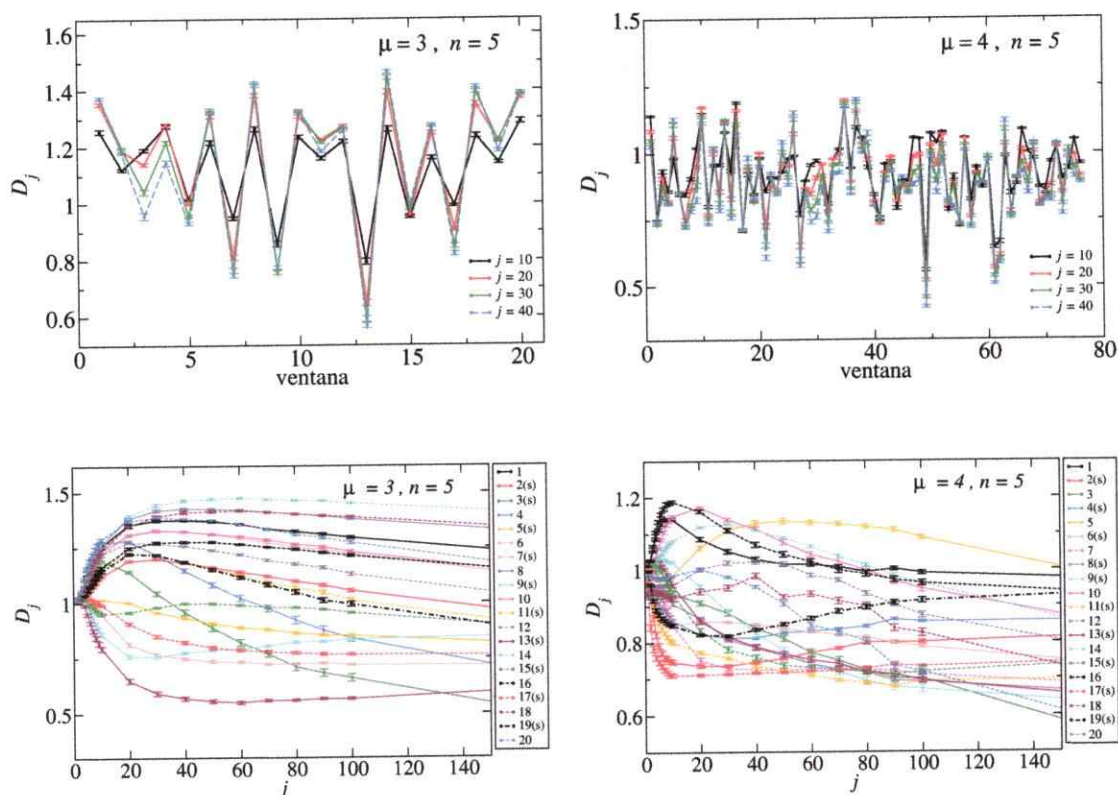 μ = 3 , n = 5
1.6
1.4
1.2
1
0.8
0.6
D_j
j = 10
j = 20
j = 30
j = 40
0 5 10 15 20
ventana
μ = 4, n = 5
1.5
1
0.5
D_j
j = 10
j = 20
j = 30
j = 40
0 20 40 60 80
ventana
μ = 3, n = 5
1.5
1
0.5
D_j
0 20 40 60 80 100 120 140
j
1
2(s)
3(s)
4
5(s)
6
7(s)
8
9(s)
10
11(s)
12
13(s)
14
15(s)
16
17(s)
18
19(s)
20
μ = 4, n = 5
1.2
1
0.8
0.6
D_j
0 20 40 60 80 100 120 140
j
1
2(s)
3
4(s)
5
6(s)
7
8(s)
9(s)
10
11(s)
12
13(s)
14
15(s)
16
17(s)
18
19(s)
20